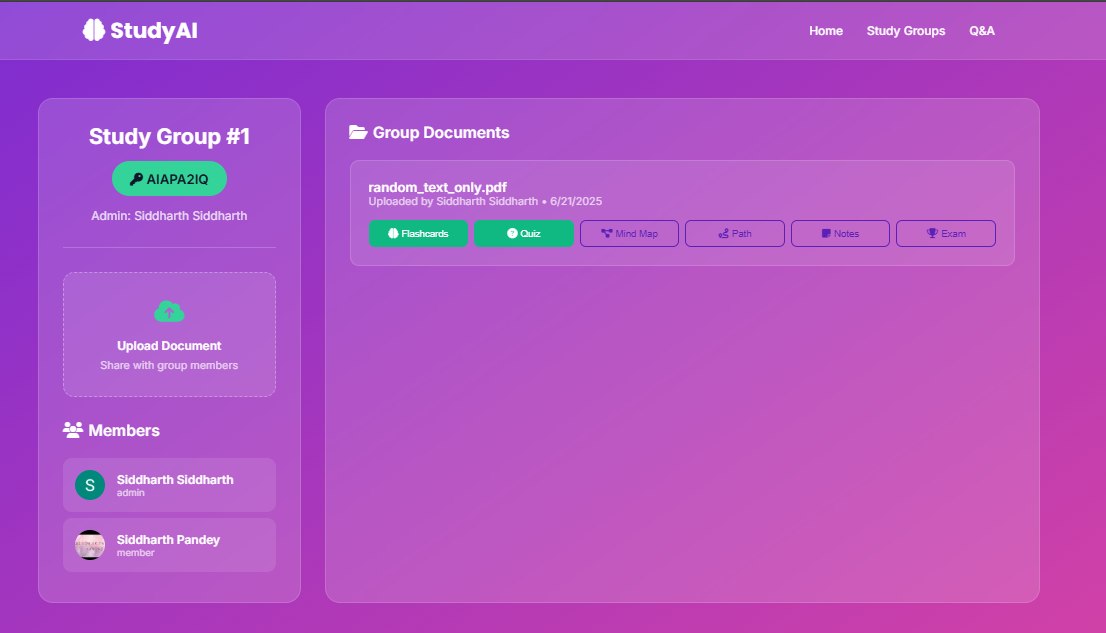 StudyAI
Home Study Groups Q&A
Study Group #1
AIAPA2IQ
Admin: Siddharth Siddharth
Upload Document
Share with group members
Members
Siddharth Siddharth
admin
Siddharth Pandey
member
Group Documents
random_text_only.pdf
Uploaded by Siddharth Siddharth • 6/21/2025
Flashcards Quiz Mind Map Path Notes Exam
S